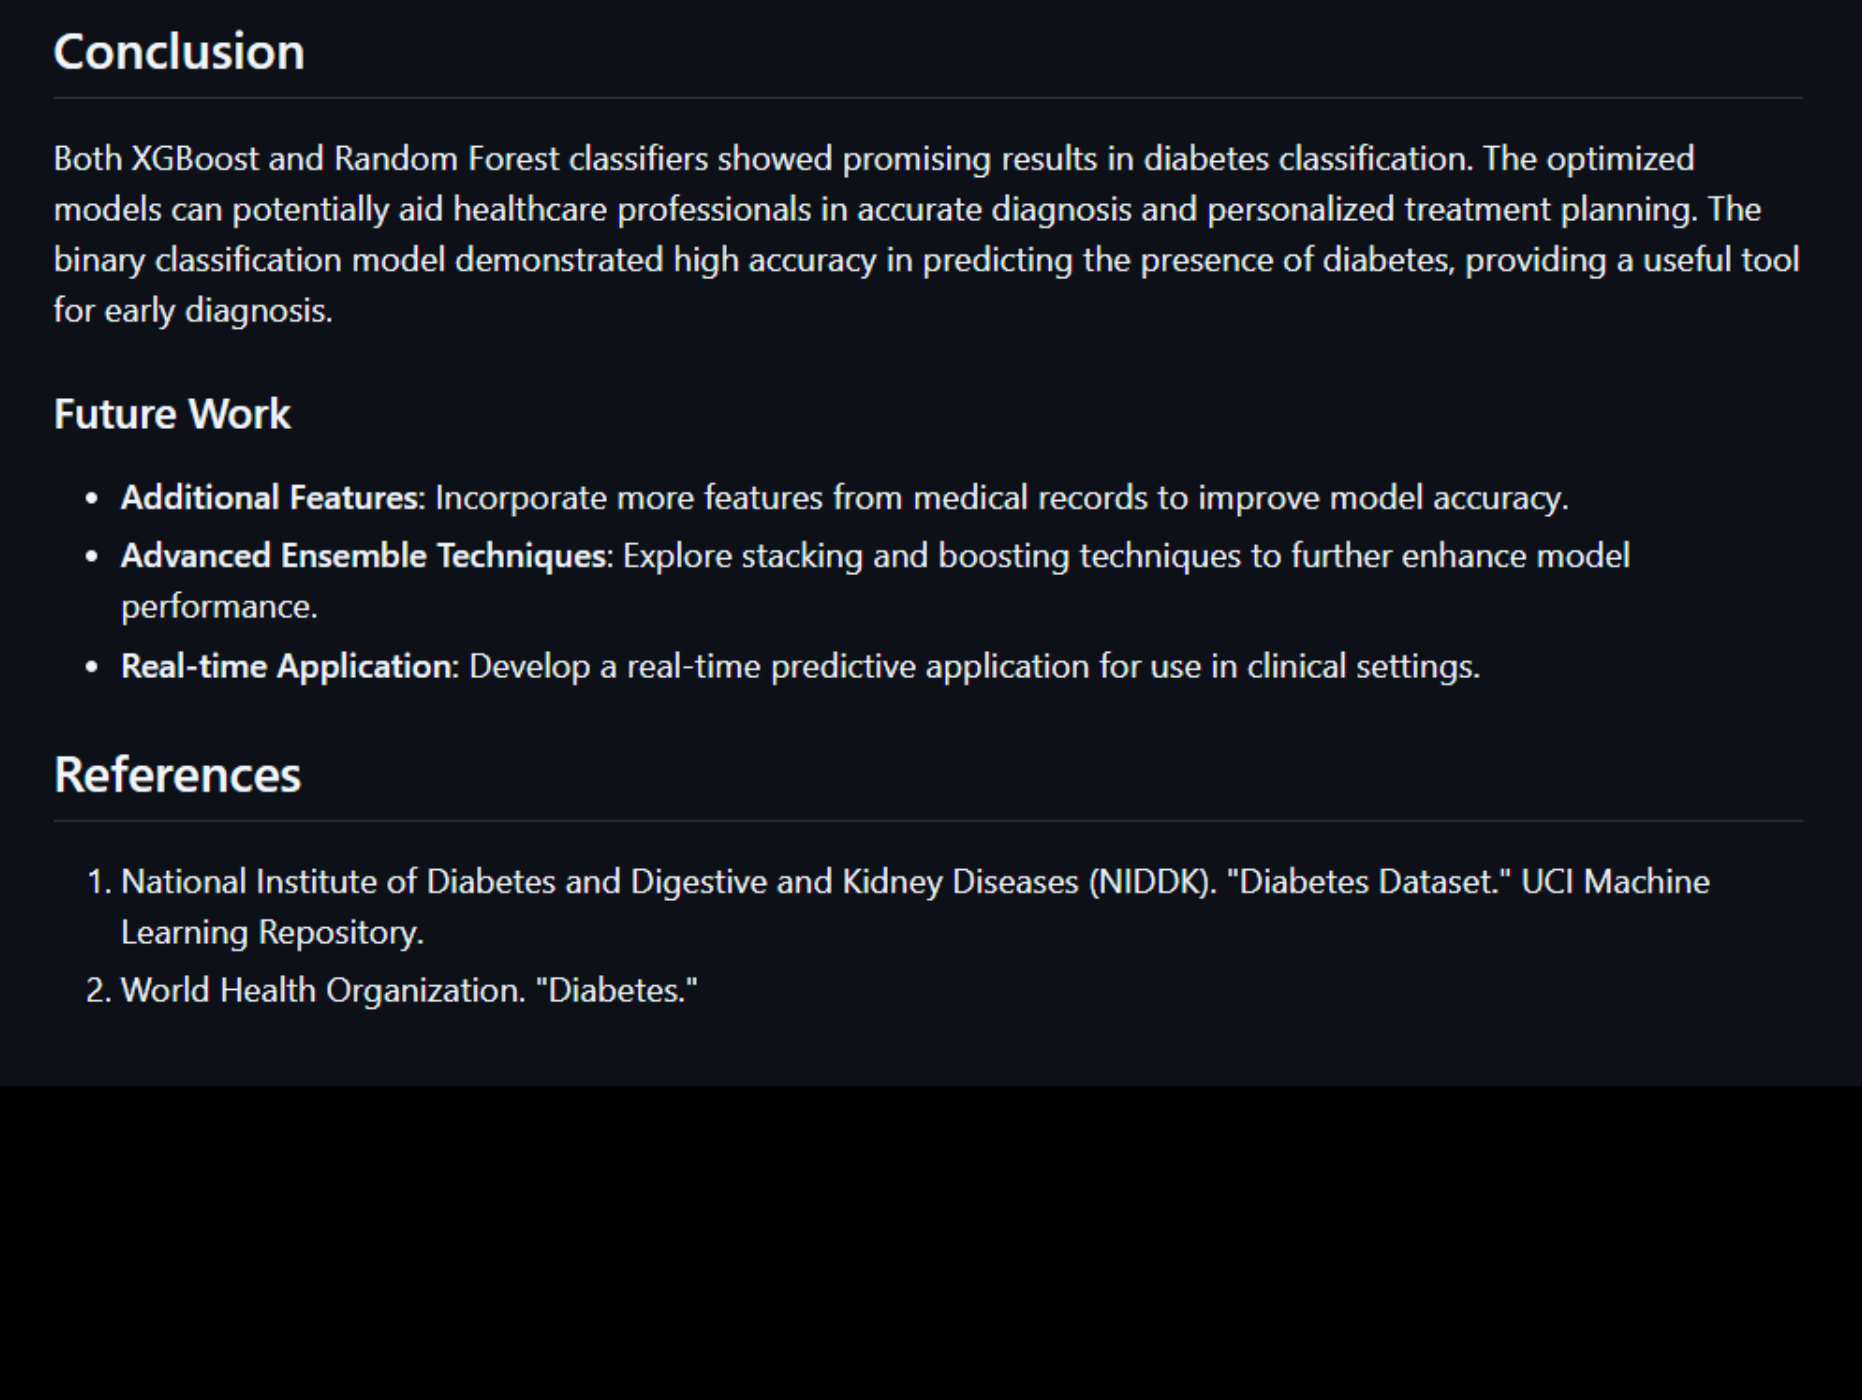 Conclusion
Both XGBoost and Random Forest classifiers showed promising results in diabetes classification. The optimized
models can potentially aid healthcare professionals in accurate diagnosis and personalized treatment planning. The
binary classification model demonstrated high accuracy in predicting the presence of diabetes, providing a useful tool
for early diagnosis.
Future Work
• Additional Features: Incorporate more features from medical records to improve model accuracy.
• Advanced Ensemble Techniques: Explore stacking and boosting techniques to further enhance model
performance.
• Real-time Application: Develop a real-time predictive application for use in clinical settings.
References
1. National Institute of Diabetes and Digestive and Kidney Diseases (NIDDK). "Diabetes Dataset." UCI Machine
Learning Repository.
2. World Health Organization. "Diabetes."